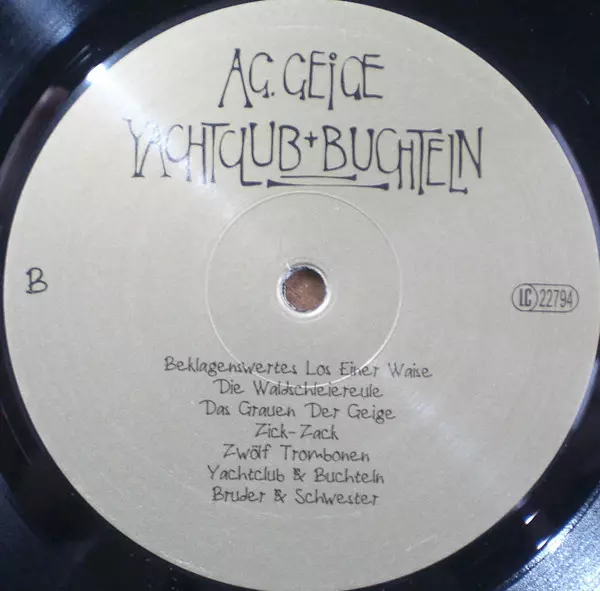 AG. GEIGE
YACHTCLUB + BUCHTELN
B
LC 22794
Beklagenswertes Los Einer Waise
Die Waldschleiereule
Das Grauen Der Geige
Zick-Zack
Zwölf Trombonen
Yachtclub & Buchteln
Bruder & Schwester